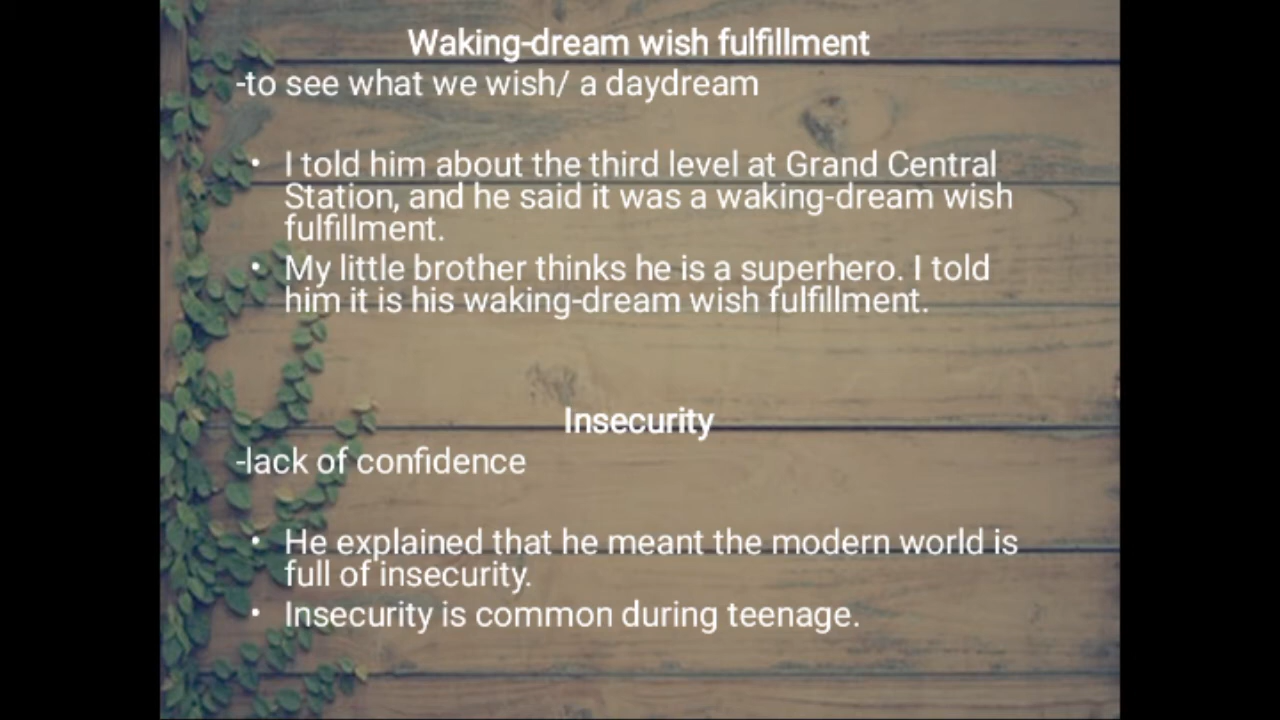 Waking-dream wish fulfillment
-to see what we wish/ a daydream
• I told him about the third level at Grand Central
Station, and he said it was a waking-dream wish
fulfillment.
• My little brother thinks he is a superhero. I told
him it is his waking-dream wish fulfillment.
Insecurity
-lack of confidence
• He explained that he meant the modern world is
full of insecurity.
• Insecurity is common during teenage.